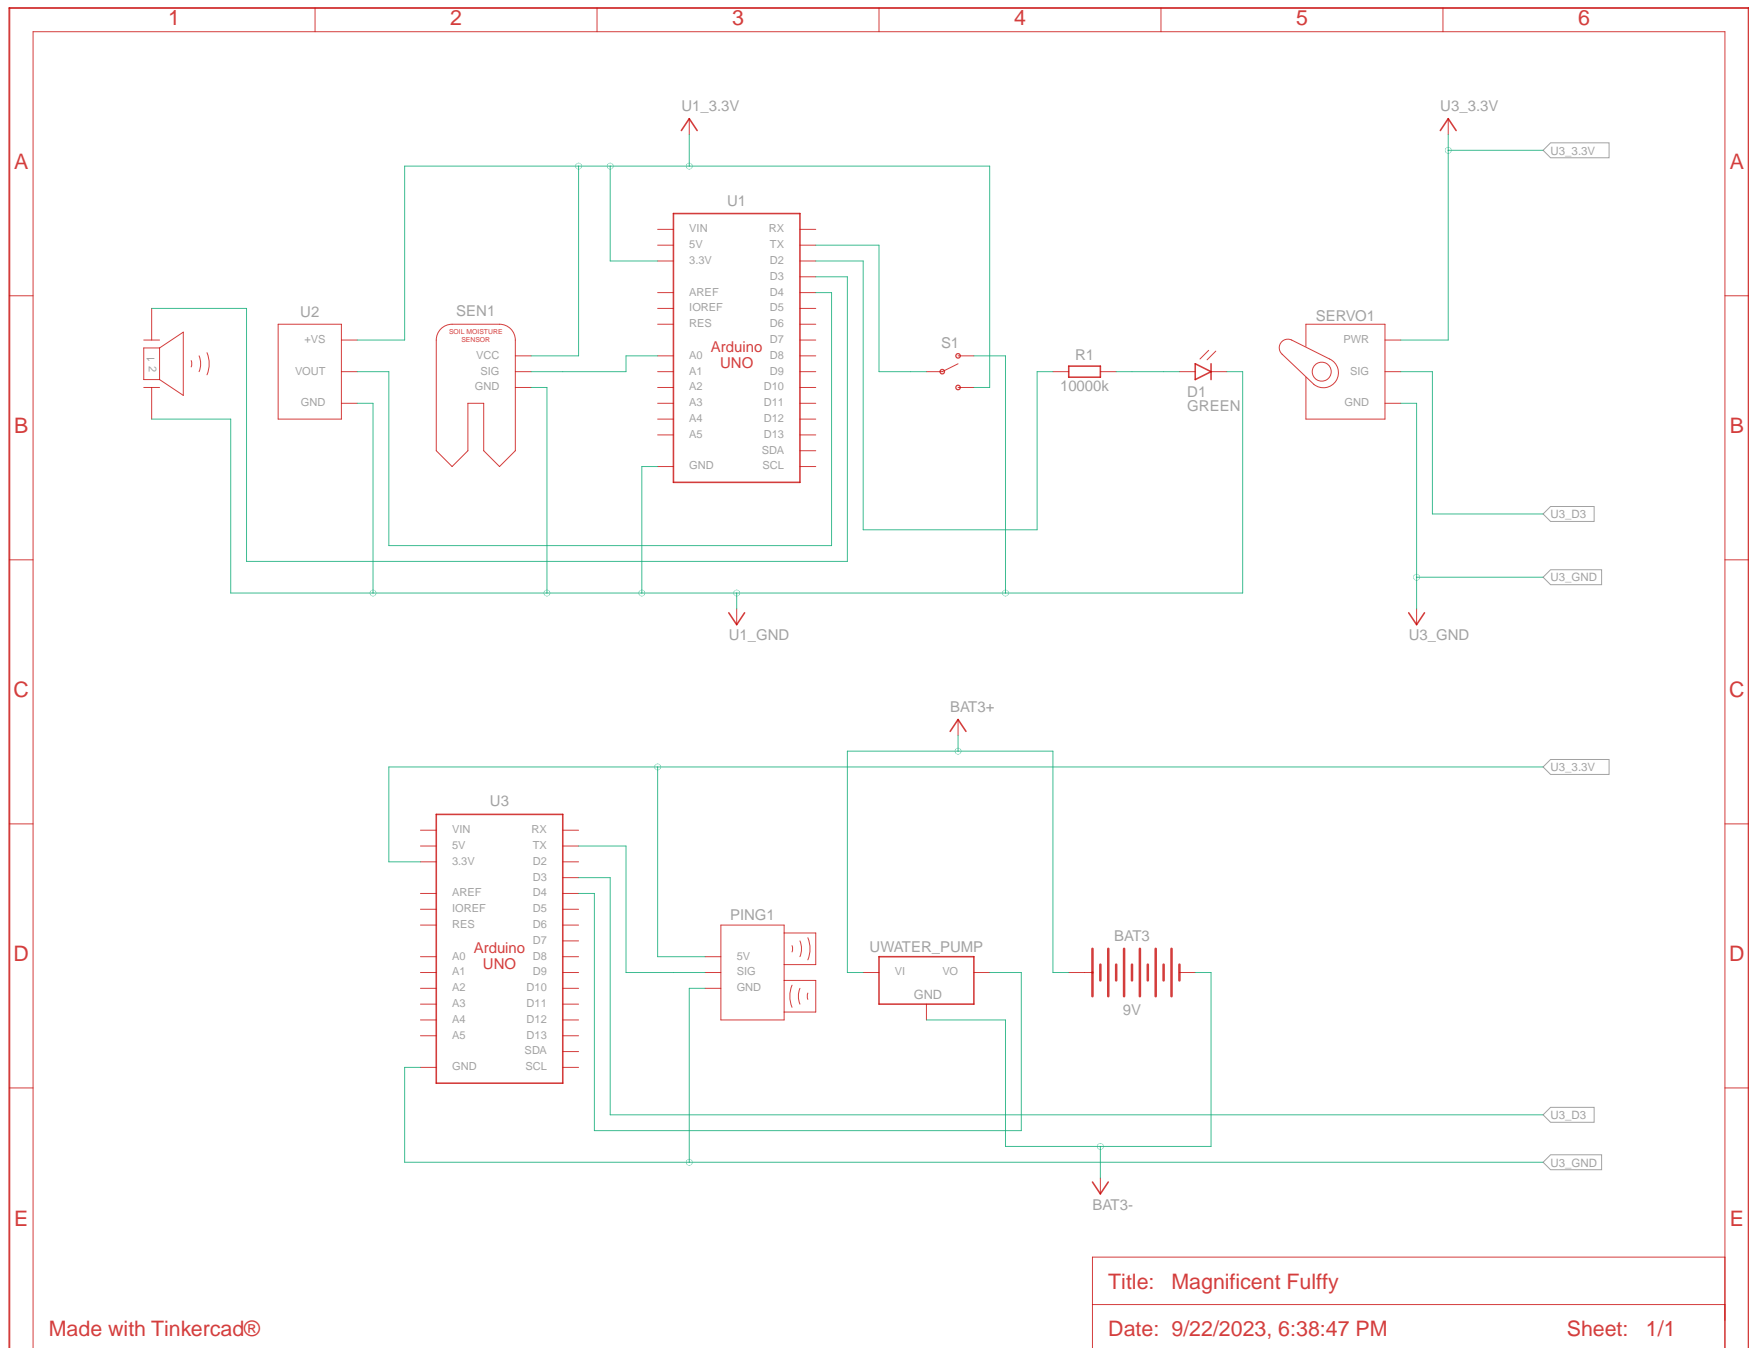 1 2 3 4 5 6
U1_3.3V
U3_3.3V
A
U3_3.3V
A
U1
VIN RX
5V TX
3.3V D2
D3
AREF D4
IOREF D5
RES D6
D7
A0 D8
A1 D9
A2 D10
A3 D11
A4 D12
A5 D13
SDA
GND SCL
Arduino
UNO
1 2
U2
+VS
VOUT
GND
SEN1
SOIL MOISTURE
SENSOR
VCC
SIG
GND
S1
R1
10000k
D1
GREEN
SERVO1
PWR
SIG
GND
B
B
U3_D3
U3_GND
U1_GND
U3_GND
C
C
BAT3+
U3_3.3V
U3
VIN RX
5V TX
3.3V D2
D3
AREF D4
IOREF D5
RES D6
D7
A0 D8
A1 D9
A2 D10
A3 D11
A4 D12
A5 D13
SDA
GND SCL
Arduino
UNO
PING1
5V
SIG
GND
UWATER_PUMP
VI VO
GND
BAT3
9V
D
D
U3_D3
U3_GND
BAT3-
E
E
Title: Magnificent Fulffy
Made with Tinkercad®
Date: 9/22/2023, 6:38:47 PM Sheet: 1/1